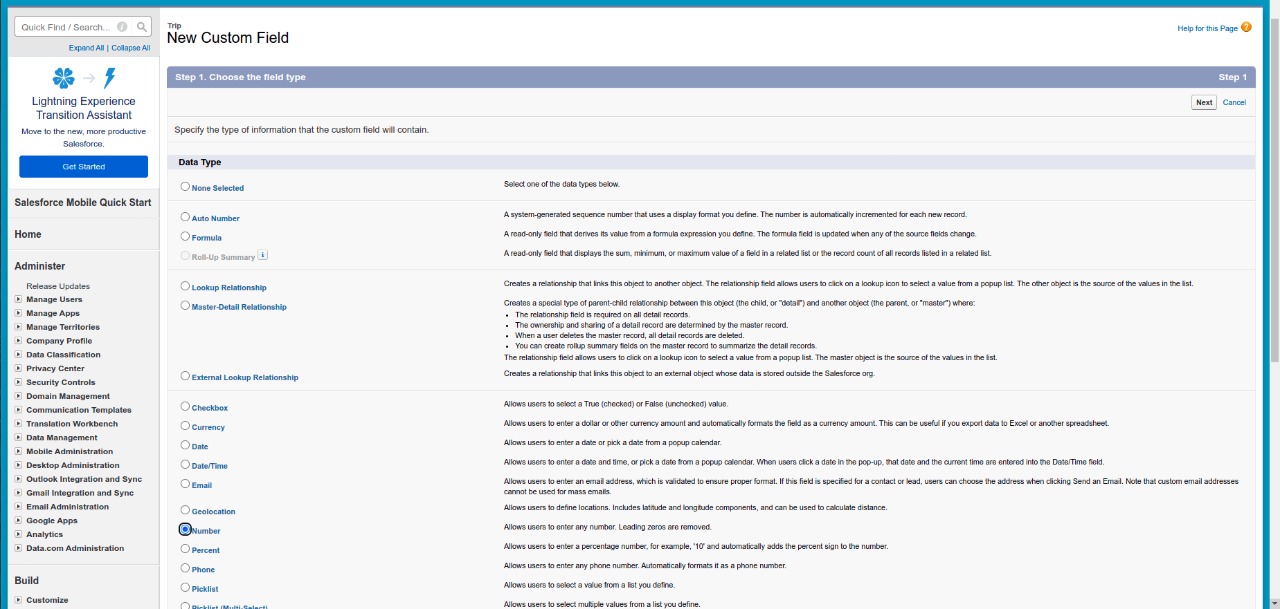 Quick Find / Search...
Expand All | Collapse All
Lightning Experience
Transition Assistant
Move to the new, more productive
Salesforce.
Get Started
Salesforce Mobile Quick Start
Home
Administer
Release Updates
Manage Users
Manage Apps
Manage Territories
Company Profile
Data Classification
Privacy Center
Security Controls
Domain Management
Communication Templates
Translation Workbench
Data Management
Mobile Administration
Desktop Administration
Outlook Integration and Sync
Gmail Integration and Sync
Email Administration
Google Apps
Analytics
Data.com Administration
Build
Customize
Trip
New Custom Field
Help for this Page ?
Step 1. Choose the field type Step 1
Next Cancel
Specify the type of information that the custom field will contain.
Data Type
None Selected Select one of the data types below.
Auto Number A system-generated sequence number that uses a display format you define. The number is automatically incremented for each new record.
Formula A read-only field that derives its value from a formula expression you define. The formula field is updated when any of the source fields change.
Roll-Up Summary i A read-only field that displays the sum, minimum, or maximum value of a field in a related list or the record count of all records listed in a related list.
Lookup Relationship Creates a relationship that links this object to another object. The relationship field allows users to click on a lookup icon to select a value from a popup list. The other object is the source of the values in the list.
Master-Detail Relationship Creates a special type of parent-child relationship between this object (the child, or "detail") and another object (the parent, or "master") where:
• The relationship field is required on all detail records.
• The ownership and sharing of a detail record are determined by the master record.
• When a user deletes the master record, all detail records are deleted.
• You can create rollup summary fields on the master record to summarize the detail records.
The relationship field allows users to click on a lookup icon to select a value from a popup list. The master object is the source of the values in the list.
External Lookup Relationship Creates a relationship that links this object to an external object whose data is stored outside the Salesforce org.
Checkbox Allows users to select a True (checked) or False (unchecked) value.
Currency Allows users to enter a dollar or other currency amount and automatically formats the field as a currency amount. This can be useful if you export data to Excel or another spreadsheet.
Date Allows users to enter a date or pick a date from a popup calendar.
Date/Time Allows users to enter a date and time, or pick a date from a popup calendar. When users click a date in the pop-up, that date and the current time are entered into the Date/Time field.
Email Allows users to enter an email address, which is validated to ensure proper format. If this field is specified for a contact or lead, users can choose the address when clicking Send an Email. Note that custom email addresses
cannot be used for mass emails.
Geolocation Allows users to define locations. Includes latitude and longitude components, and can be used to calculate distance.
Number Allows users to enter any number. Leading zeros are removed.
Percent Allows users to enter a percentage number, for example, '10' and automatically adds the percent sign to the number.
Phone Allows users to enter any phone number. Automatically formats it as a phone number.
Picklist Allows users to select a value from a list you define.
Picklist (Multi-Select) Allows users to select multiple values from a list you define.